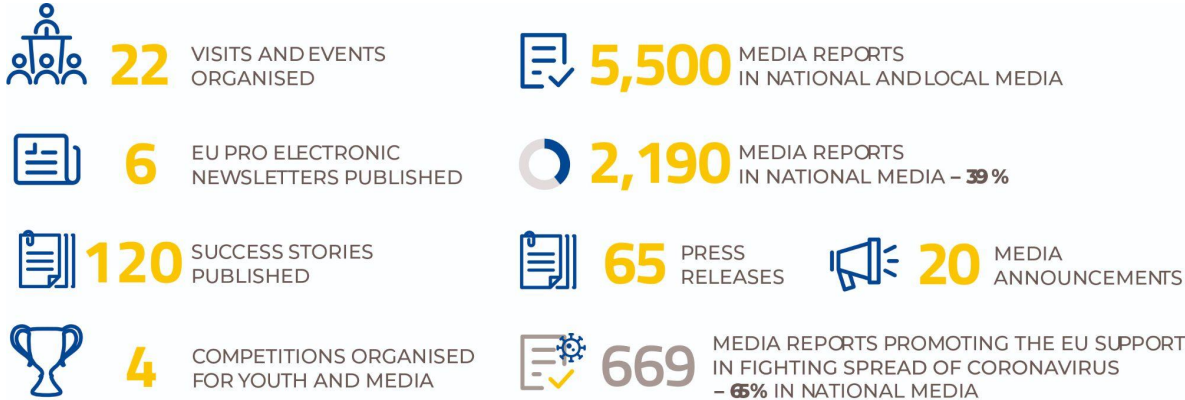 22 VISITS AND EVENTS
ORGANISED
5,500 MEDIA REPORTS
IN NATIONAL AND LOCAL MEDIA
6 EU PRO ELECTRONIC
NEWSLETTERS PUBLISHED
2,190 MEDIA REPORTS
IN NATIONAL MEDIA – 39 %
120 SUCCESS STORIES
PUBLISHED
65 PRESS
RELEASES
20 MEDIA
ANNOUNCEMENTS
4 COMPETITIONS ORGANISED
FOR YOUTH AND MEDIA
669 MEDIA REPORTS PROMOTING THE EU SUPPORT
IN FIGHTING SPREAD OF CORONAVIRUS
– 65% IN NATIONAL MEDIA